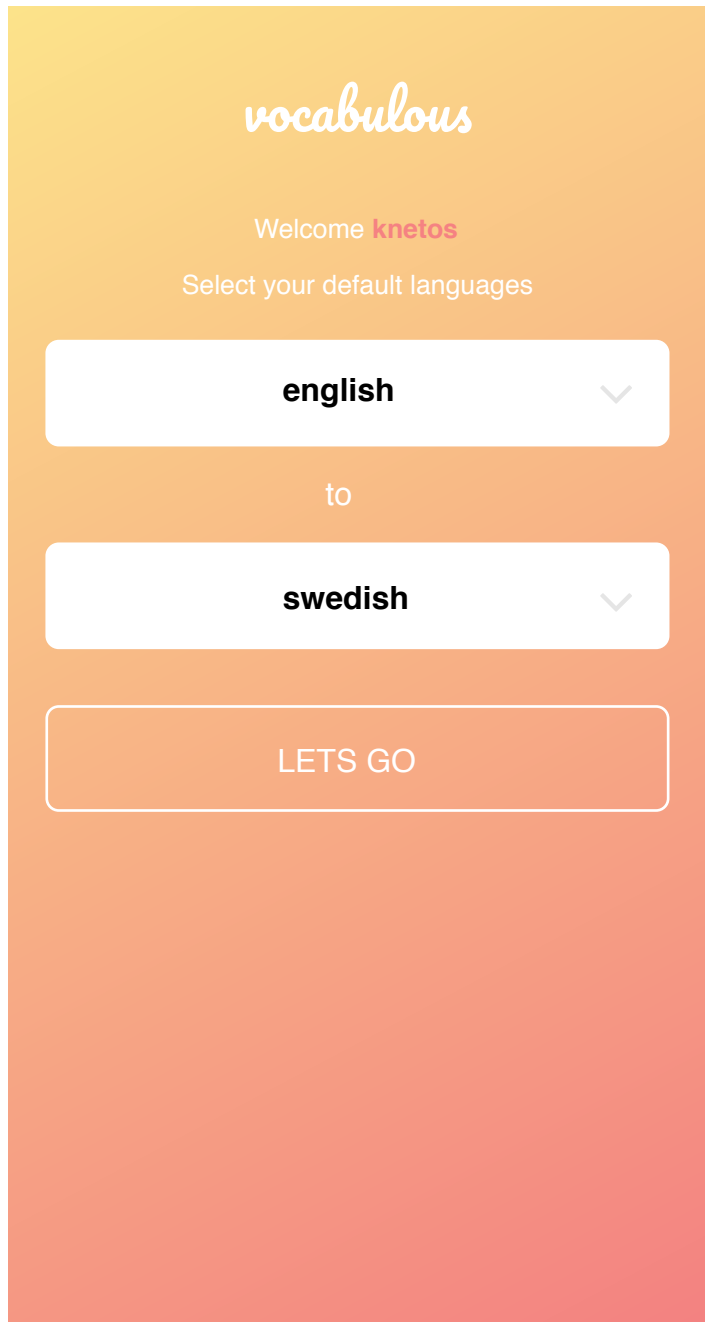 vocabulous
Welcome knetos
Select your default languages
english
to
swedish
LETS GO